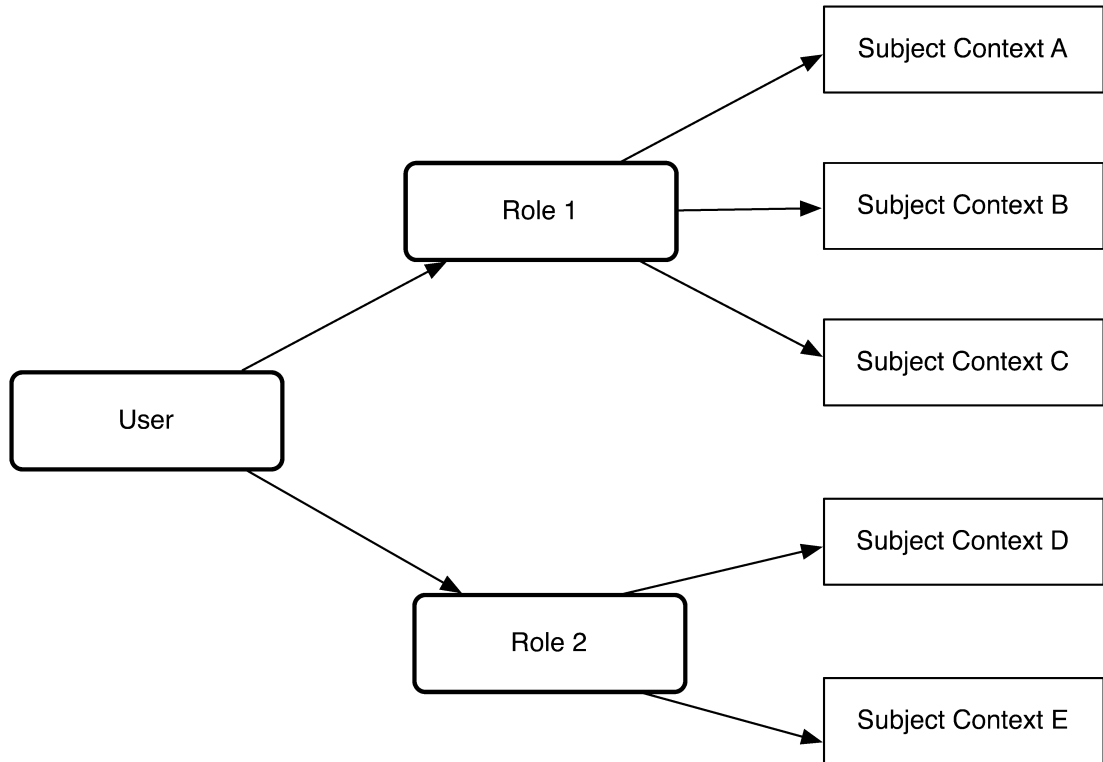 Subject Context A
Role 1
Subject Context B
Subject Context C
User
Subject Context D
Role 2
Subject Context E